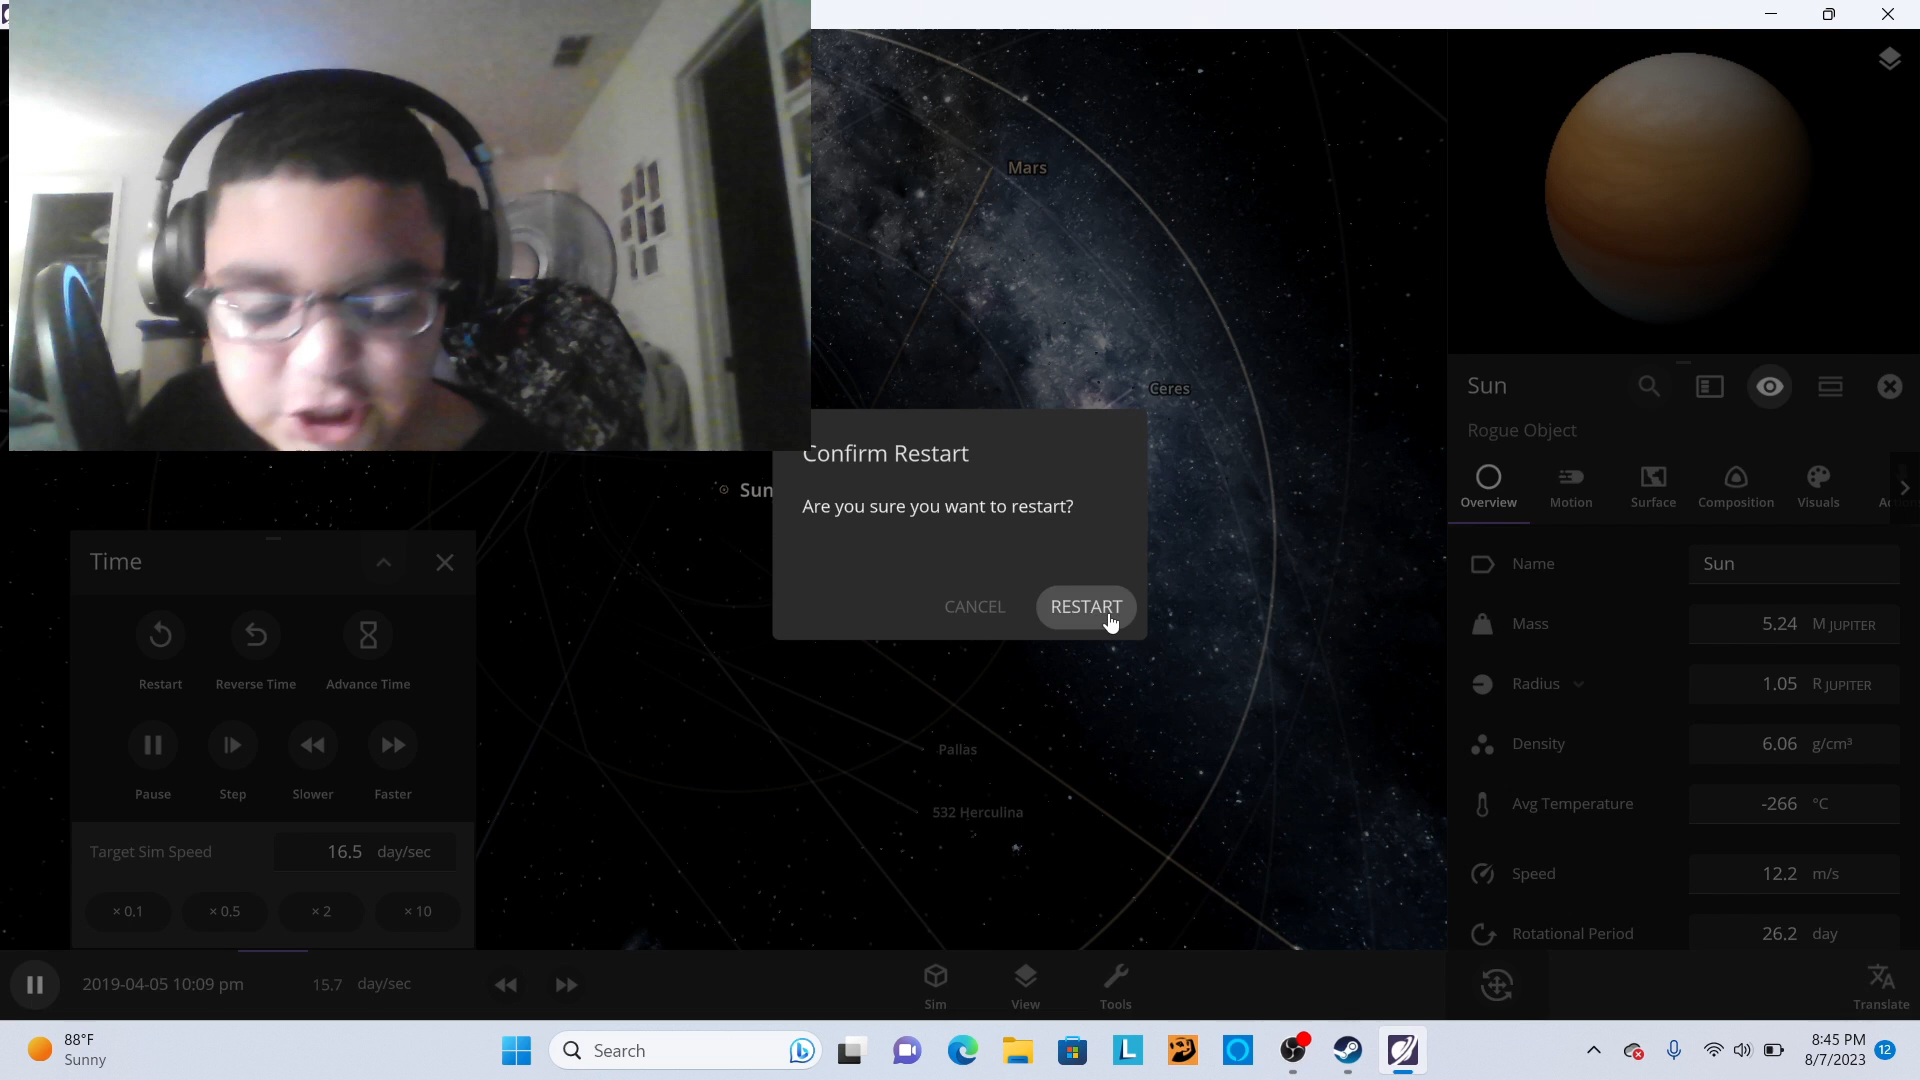 Mars
Ceres
Sun
Pallas
532 Herculina
Confirm Restart
Are you sure you want to restart?
CANCEL
RESTART
Time
Restart
Reverse Time
Advance Time
Pause
Step
Slower
Faster
Target Sim Speed 16.5 day/sec
× 0.1 × 0.5 × 2 × 10
2019-04-05 10:09 pm 15.7 day/sec
Sim
View
Tools
Sun
Rogue Object
Overview
Motion
Surface
Composition
Visuals
Name Sun
Mass 5.24 M JUPITER
Radius 1.05 R JUPITER
Density 6.06 g/cm³
Avg Temperature -266 °C
Speed 12.2 m/s
Rotational Period 26.2 day
Translate
88°F
Sunny
Search
L
8:45 PM
8/7/2023
12